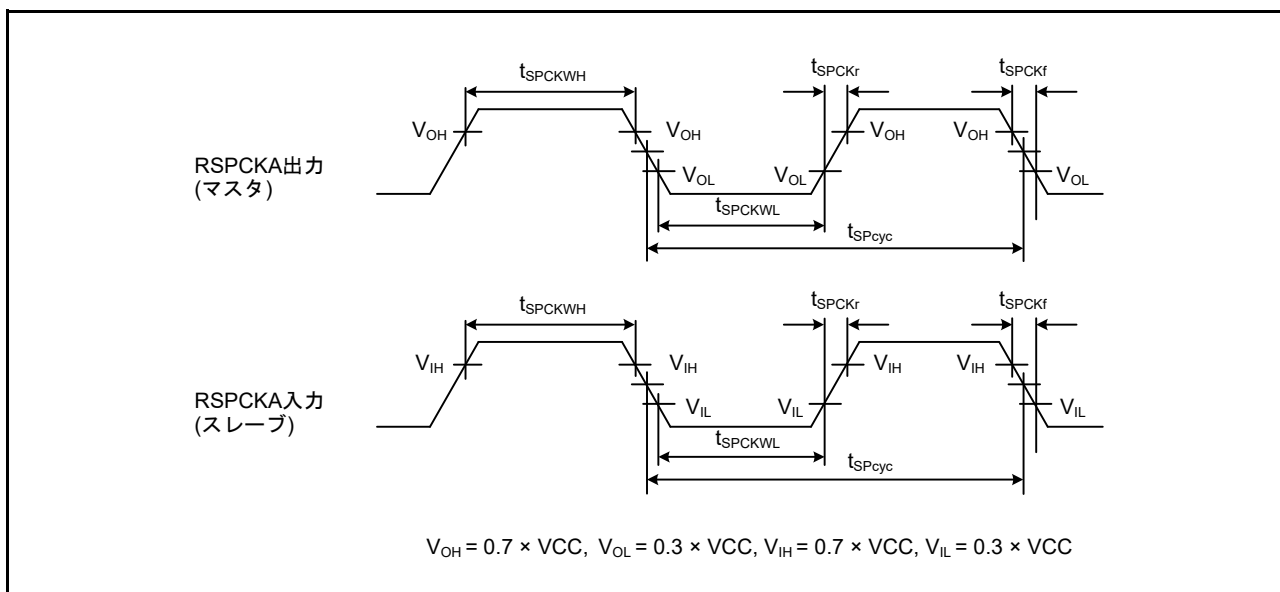 tSPCKWH
tSPCKr
tSPCKf
VOH
VOH
VOH
VOH
RSPCKA出力
(マスタ)
VOL
VOL
VOL
tSPCKWL
tSPcyc
tSPCKWH
tSPCKr
tSPCKf
VIH
VIH
VIH
VIH
RSPCKA入力
(スレーブ)
VIL
VIL
VIL
tSPCKWL
tSPcyc
VOH = 0.7 × VCC, VOL = 0.3 × VCC, VIH = 0.7 × VCC, VIL = 0.3 × VCC